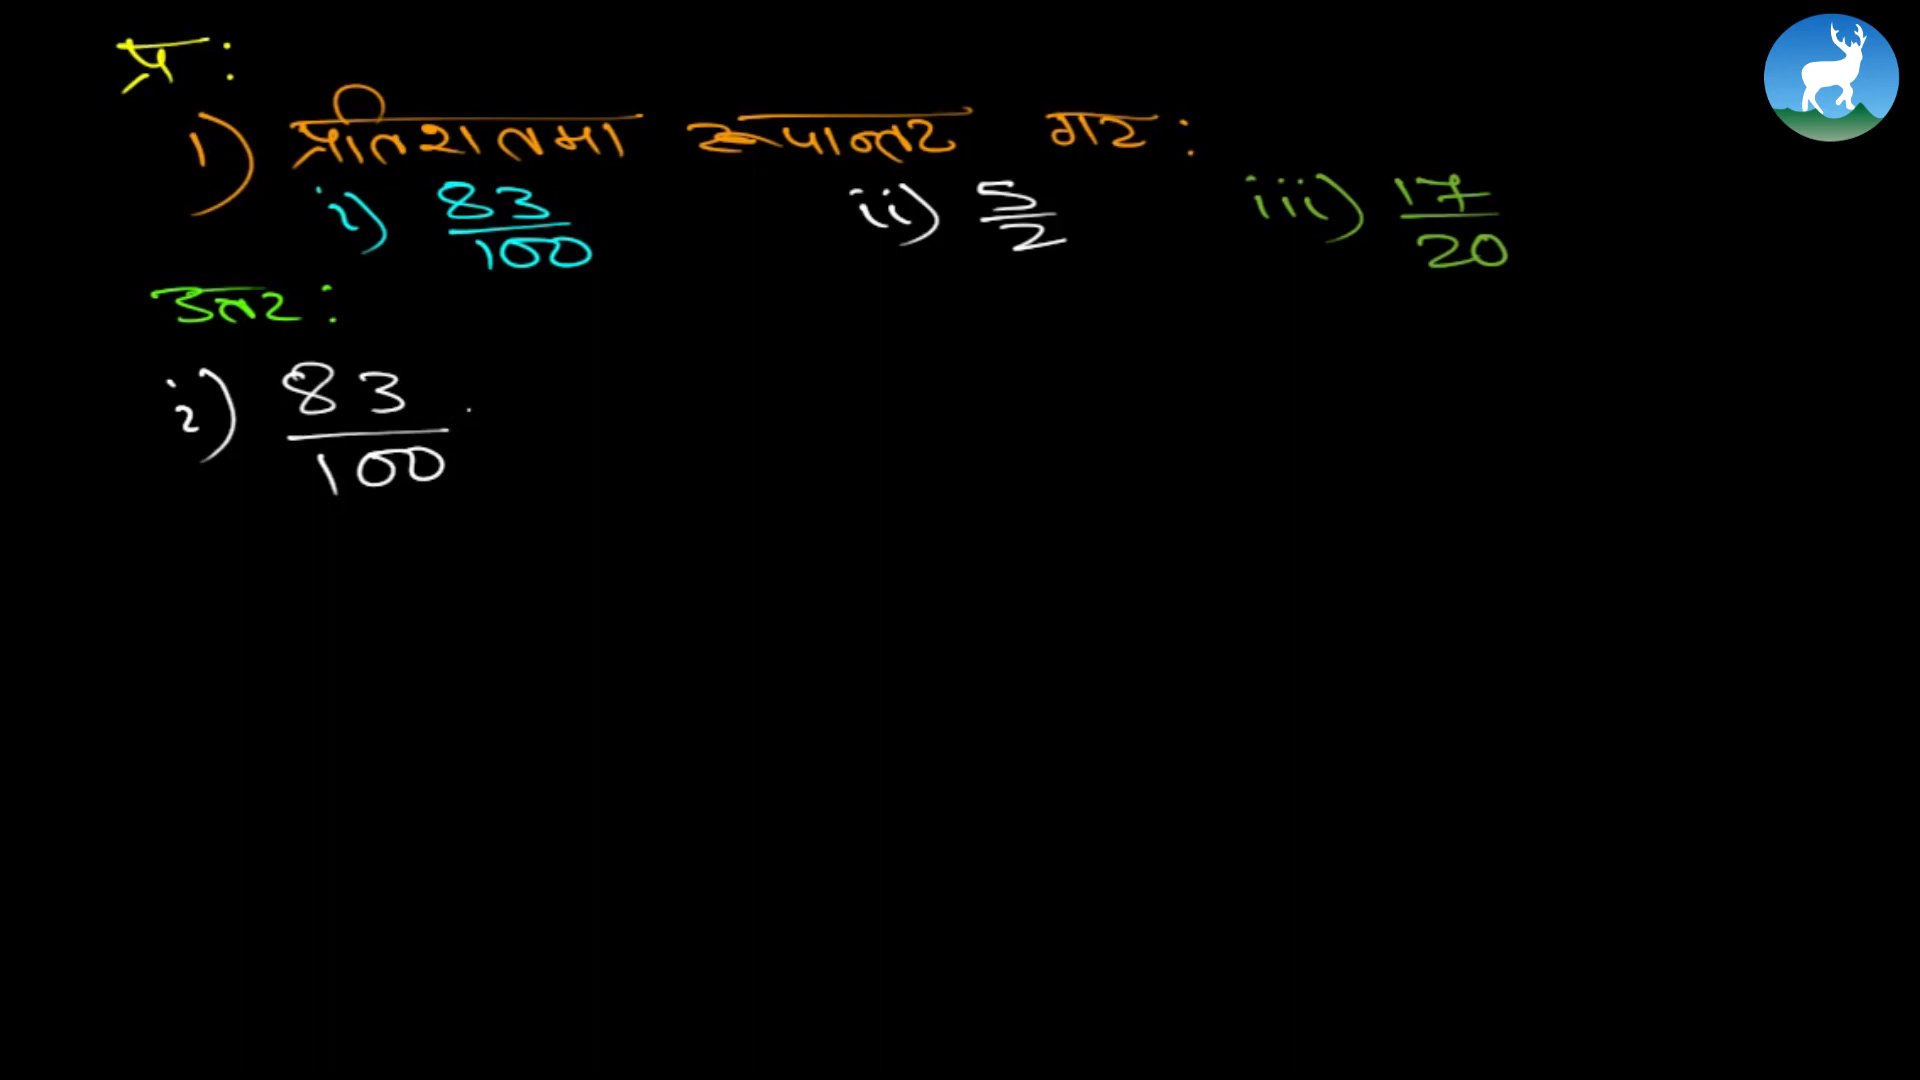 प्र:
1) प्रतिशतमा रूपान्तर गर:
i) 83/100 ii) 5/2 iii) 17/20
उत्तर:
i) 83/100